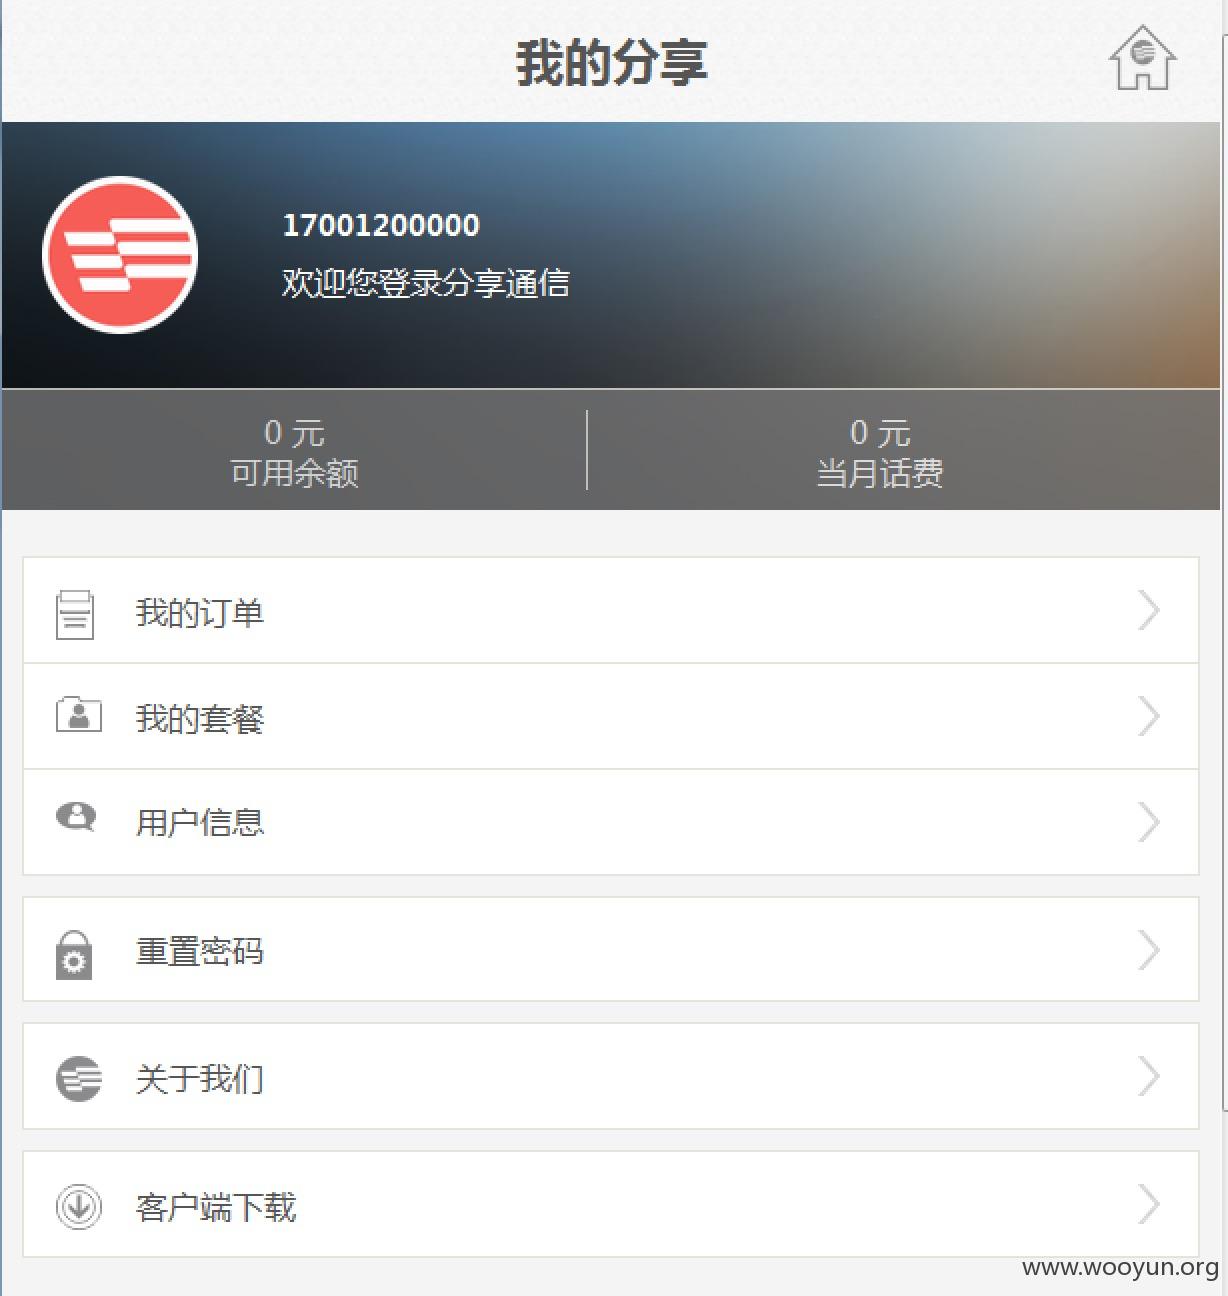 我的分享
17001200000
欢迎您登录分享通信
0 元
可用余额
0 元
当月话费
我的订单
我的套餐
用户信息
重置密码
关于我们
客户端下载
www.wooyun.org